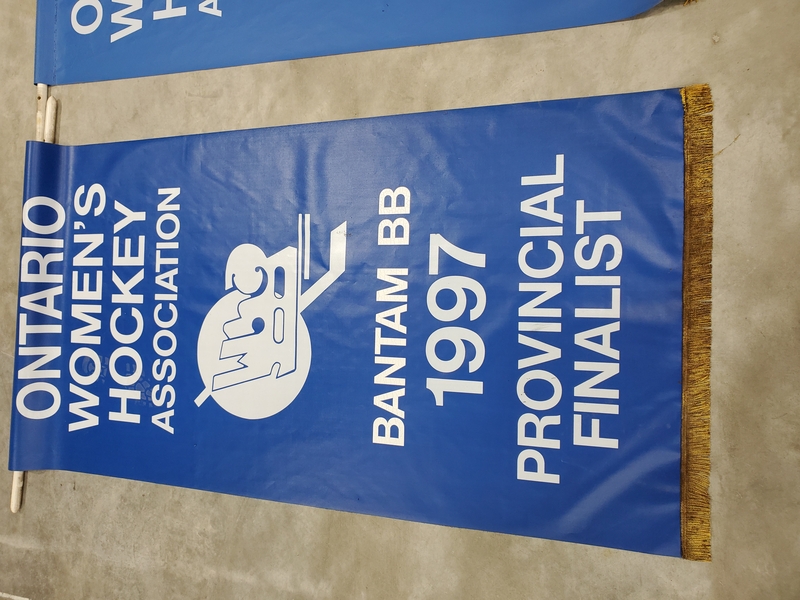 ONTARIO
WOMEN'S
HOCKEY
ASSOCIATION
BANTAM BB
1997
PROVINCIAL
FINALIST